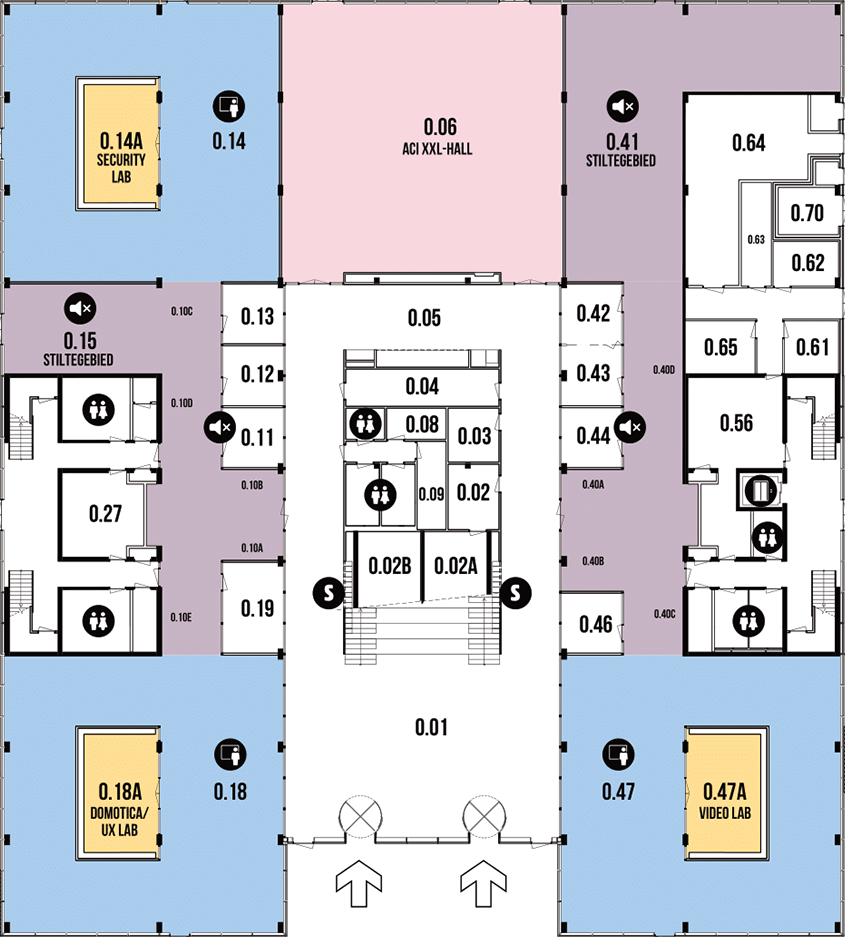 0.14A
SECURITY
LAB
0.14
0.06
ACI XXL-HALL
0.41
STILTEGEBIED
0.64
0.70
0.63
0.62
0.15
STILTEGEBIED
0.10C
0.13
0.05
0.42
0.65
0.61
0.12
0.04
0.43
0.40D
0.10D
0.11
0.08
0.03
0.44
0.56
0.27
0.10B
0.09
0.02
0.40A
0.10A
0.02B
0.02A
0.40B
S
S
0.10E
0.19
0.46
0.40C
0.01
0.18A
DOMOTICA/
UX LAB
0.18
0.47
0.47A
VIDEO LAB